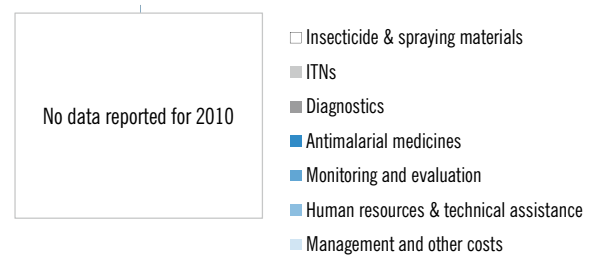 No data reported for 2010
Insecticide & spraying materials
ITNs
Diagnostics
Antimalarial medicines
Monitoring and evaluation
Human resources & technical assistance
Management and other costs